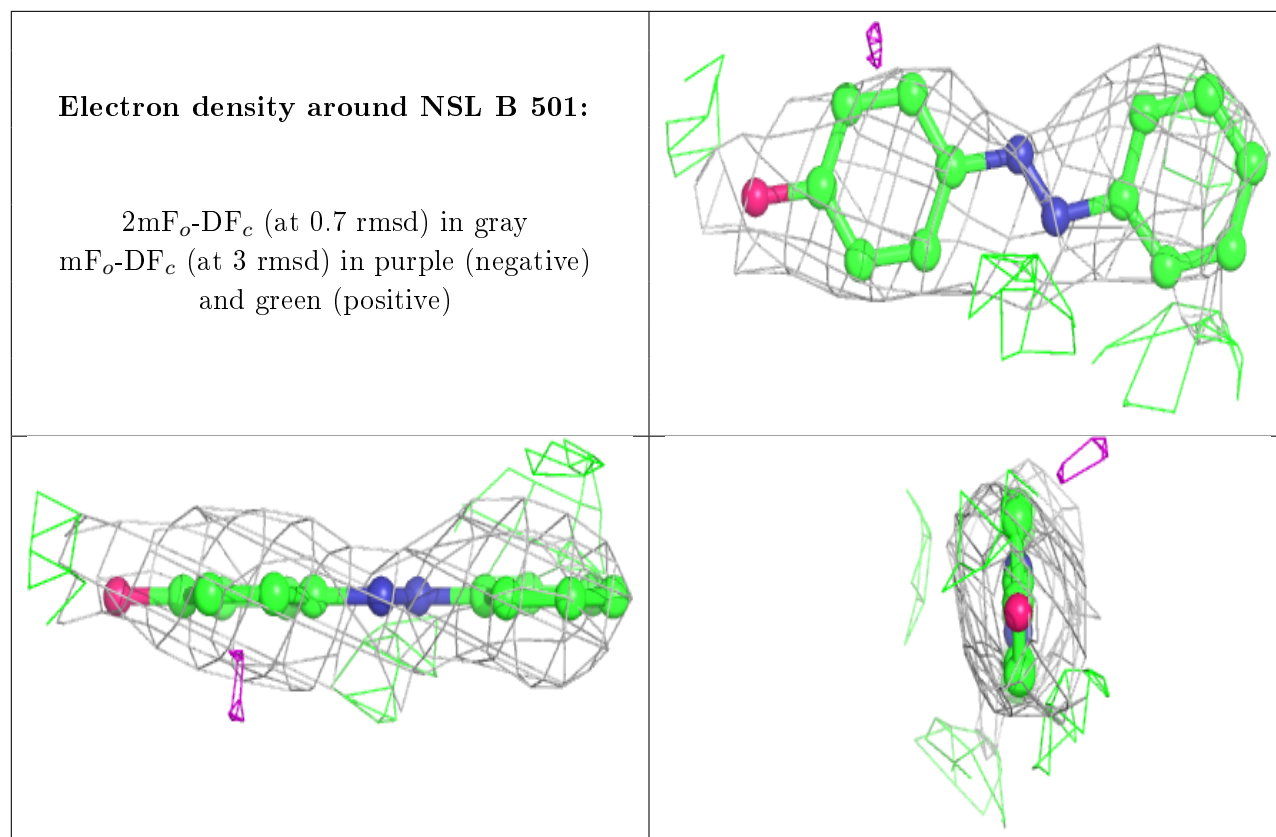 Electron density around NSL B 501:
2mFo-DFc (at 0.7 rmsd) in gray
mFo-DFc (at 3 rmsd) in purple (negative)
and green (positive)